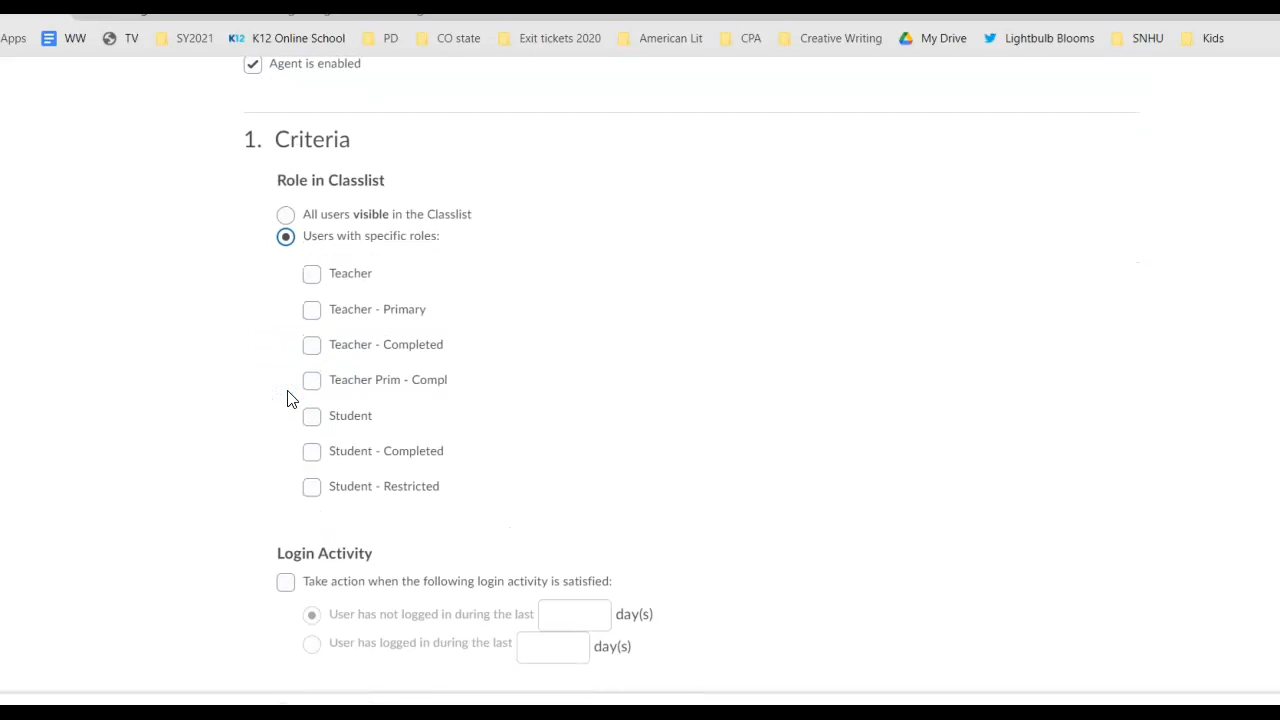 Apps WW TV SY2021 K12 K12 Online School PD CO state Exit tickets 2020 American Lit GPA Creative Writing My Drive Lightbulb Blooms SNHU Kids
Agent is enabled
1. Criteria
Role in Classlist
All users visible in the Classlist
Users with specific roles:
Teacher
Teacher - Primary
Teacher - Completed
Teacher Prim - Compl
Student
Student - Completed
Student - Restricted
Login Activity
Take action when the following login activity is satisfied:
User has not logged in during the last day(s)
User has logged in during the last day(s)